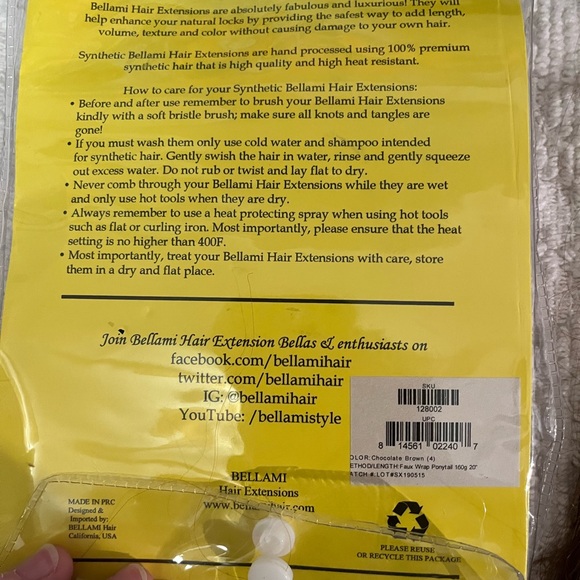 Bellami Hair Extensions are absolutely fabulous and luxurious! They will
help enhance your natural locks by providing the safest way to add length,
volume, texture and color without causing damage to your own hair.
Synthetic Bellami Hair Extensions are hand processed using 100% premium
synthetic hair that is high quality and high heat resistant.
How to care for your Synthetic Bellami Hair Extensions:
• Before and after use remember to brush your Bellami Hair Extensions
kindly with a soft bristle brush; make sure all knots and tangles are
gone!
• If you must wash them only use cold water and shampoo intended
for synthetic hair. Gently swish the hair in water, rinse and gently squeeze
out excess water. Do not rub or twist and lay flat to dry.
• Never comb through your Bellami Hair Extensions while they are wet
and only use hot tools when they are dry.
• Always remember to use a heat protecting spray when using hot tools
such as flat or curling iron. Most importantly, please ensure that the heat
setting is no higher than 400F.
• Most importantly, treat your Bellami Hair Extensions with care, store
them in a dry and flat place.
Join Bellami Hair Extension Bellas & enthusiasts on
facebook.com/bellamihair
twitter.com/bellamihair
IG: @bellamihair
YouTube: /bellamistyle
SKU
128002
UPC
8 14561 02240 7
OLOR:Chocolate Brown (4)
ETHOD/LENGTH:Faux Wrap Ponytail 160g 20"
ATCH #:LOT#SX190515
BELLAMI
Hair Extensions
MADE IN PRC
Designed &
Imported by:
BELLAMI Hair
California, USA
PLEASE REUSE
OR RECYCLE THIS PACKAGE